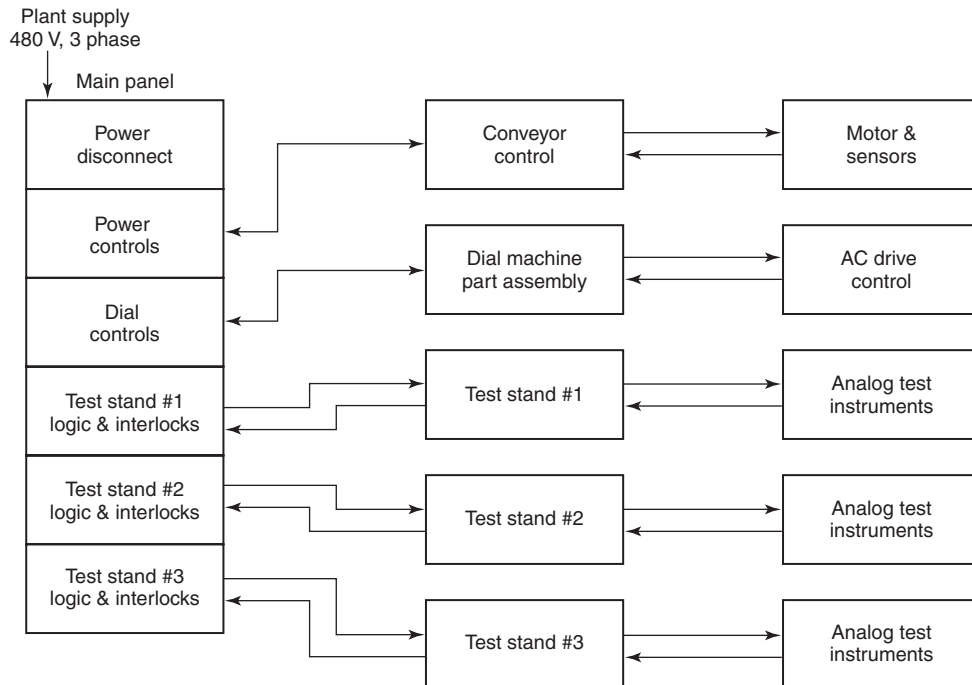 Plant supply
480 V, 3 phase
Main panel
Power
disconnect
Power
controls
Dial
controls
Test stand #1
logic & interlocks
Test stand #2
logic & interlocks
Test stand #3
logic & interlocks
Conveyor
control
Motor &
sensors
Dial machine
part assembly
AC drive
control
Test stand #1
Analog test
instruments
Test stand #2
Analog test
instruments
Test stand #3
Analog test
instruments